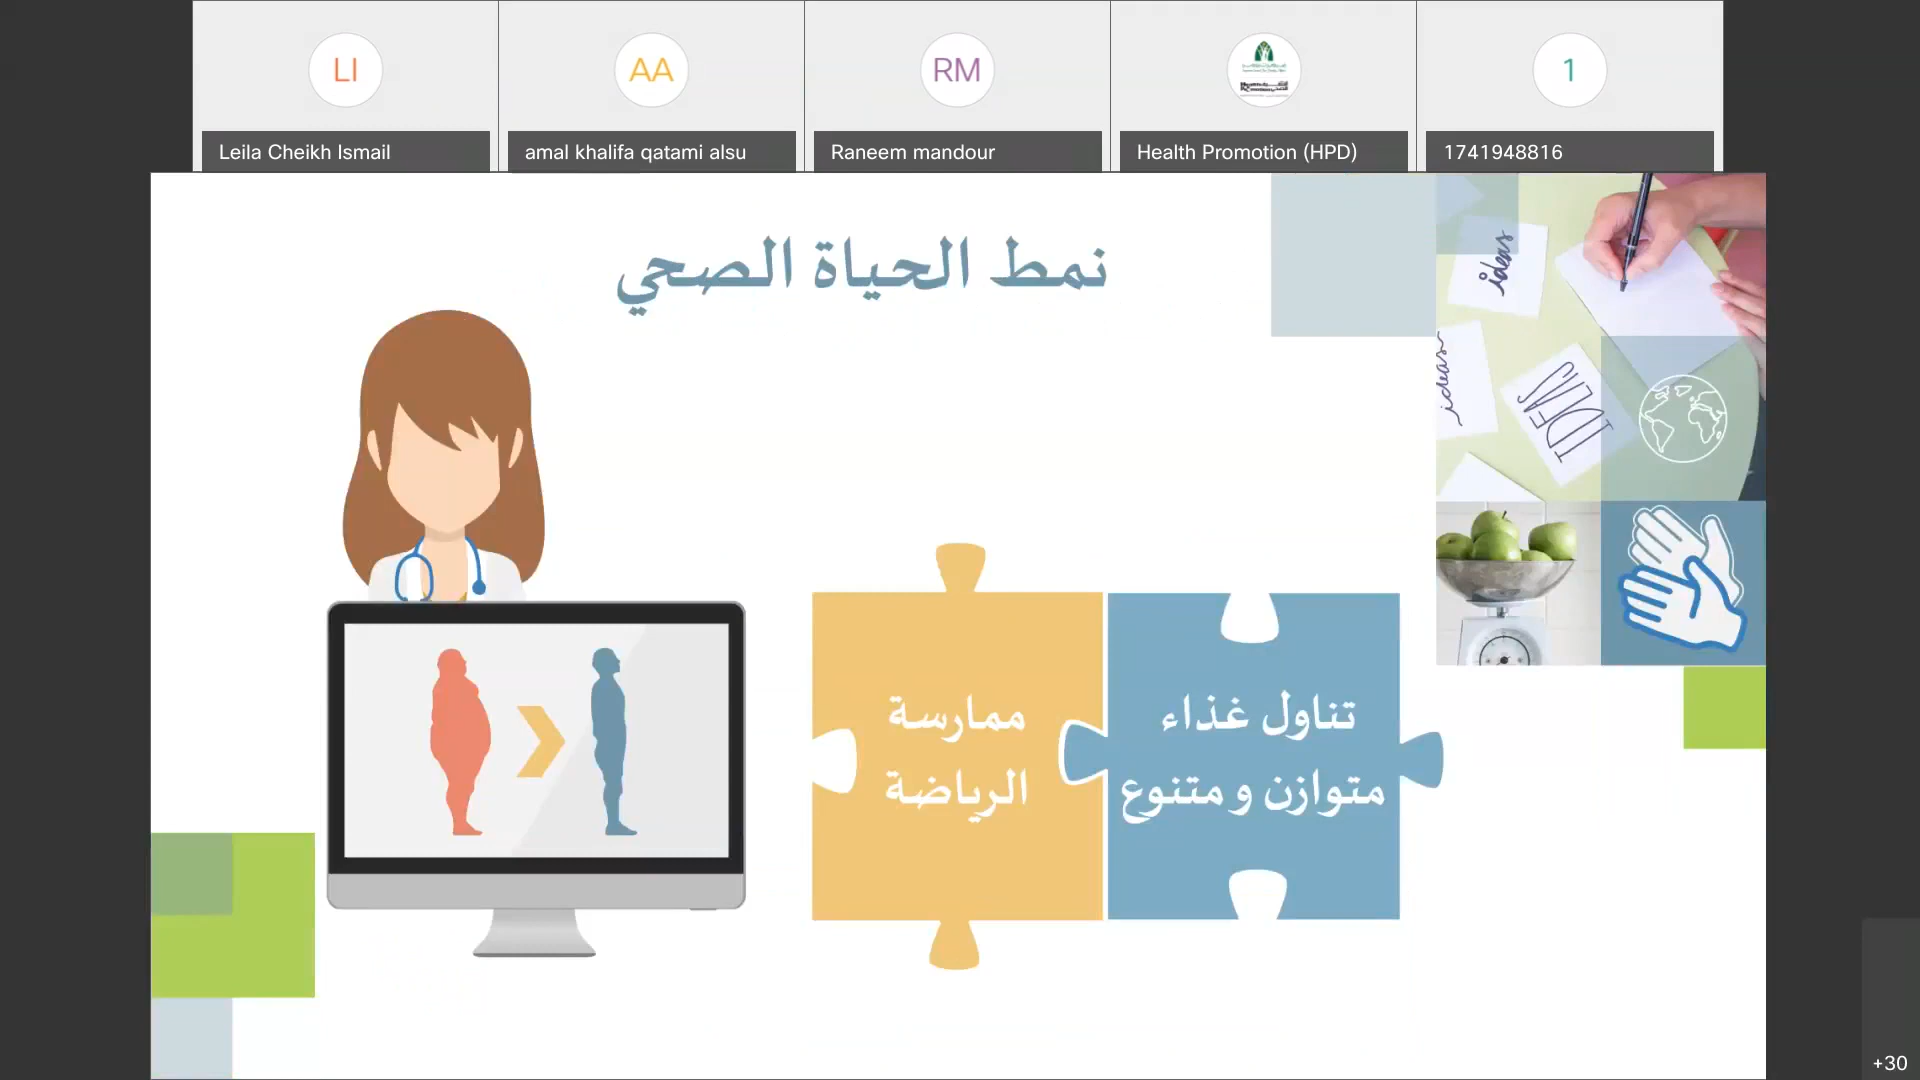 LI
AA
RM
1
Leila Cheikh Ismail
amal khalifa qatami alsu
Raneem mandour
Health Promotion (HPD)
1741948816
نمط الحياة الصحي
ideas
ideas
IDEAS
تناول غذاء
متوازن و متنوع
ممارسة
الرياضة
+30